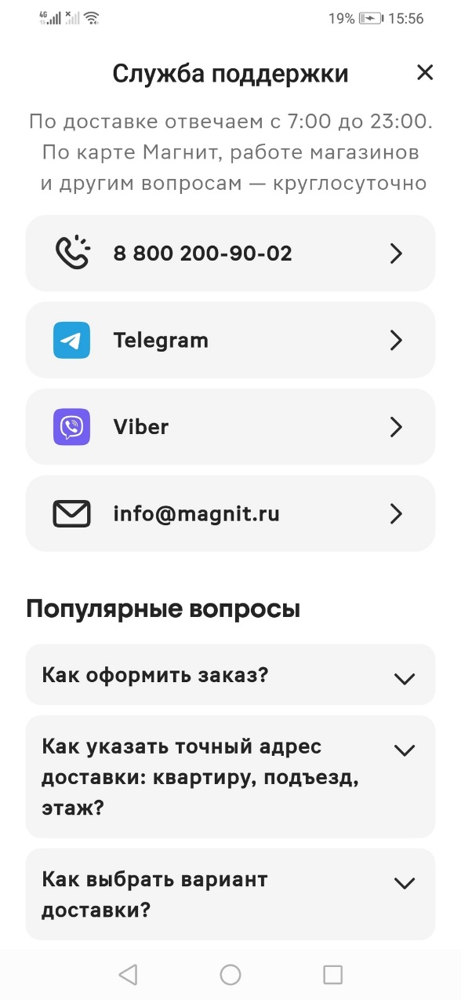 4G 19% 15:56
Служба поддержки
По доставке отвечаем с 7:00 до 23:00.
По карте Магнит, работе магазинов
и другим вопросам — круглосуточно
8 800 200-90-02
Telegram
Viber
info@magnit.ru
Популярные вопросы
Как оформить заказ?
Как указать точный адрес
доставки: квартиру, подъезд,
этаж?
Как выбрать вариант
доставки?